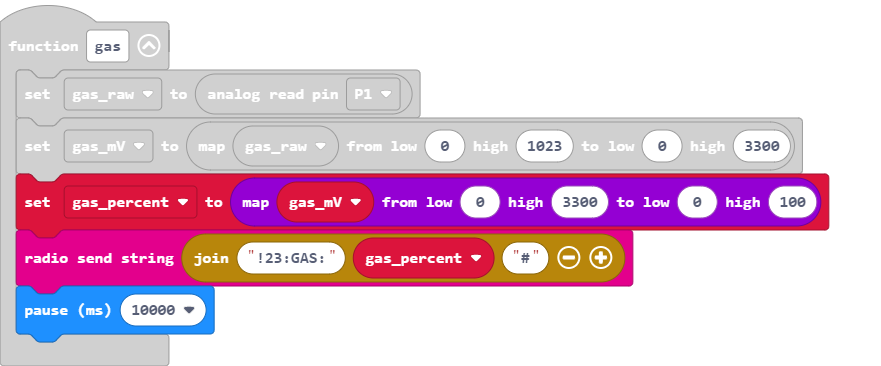 function gas
set gas_raw to analog read pin P1
set gas_mV to map gas_raw from low 0 high 1023 to low 0 high 3300
set gas_percent to map gas_mV from low 0 high 3300 to low 0 high 100
radio send string join "!23:GAS:" gas_percent "#"
pause (ms) 10000